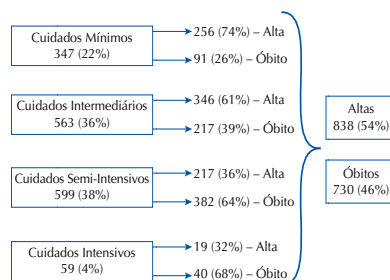 Cuidados Mínimos
347 (22%)
256 (74%) – Alta
91 (26%) – Óbito
Cuidados Intermediários
563 (36%)
346 (61%) – Alta
217 (39%) – Óbito
Cuidados Semi-Intensivos
599 (38%)
217 (36%) – Alta
382 (64%) – Óbito
Cuidados Intensivos
59 (4%)
19 (32%) – Alta
40 (68%) – Óbito
Altas
838 (54%)
Óbitos
730 (46%)